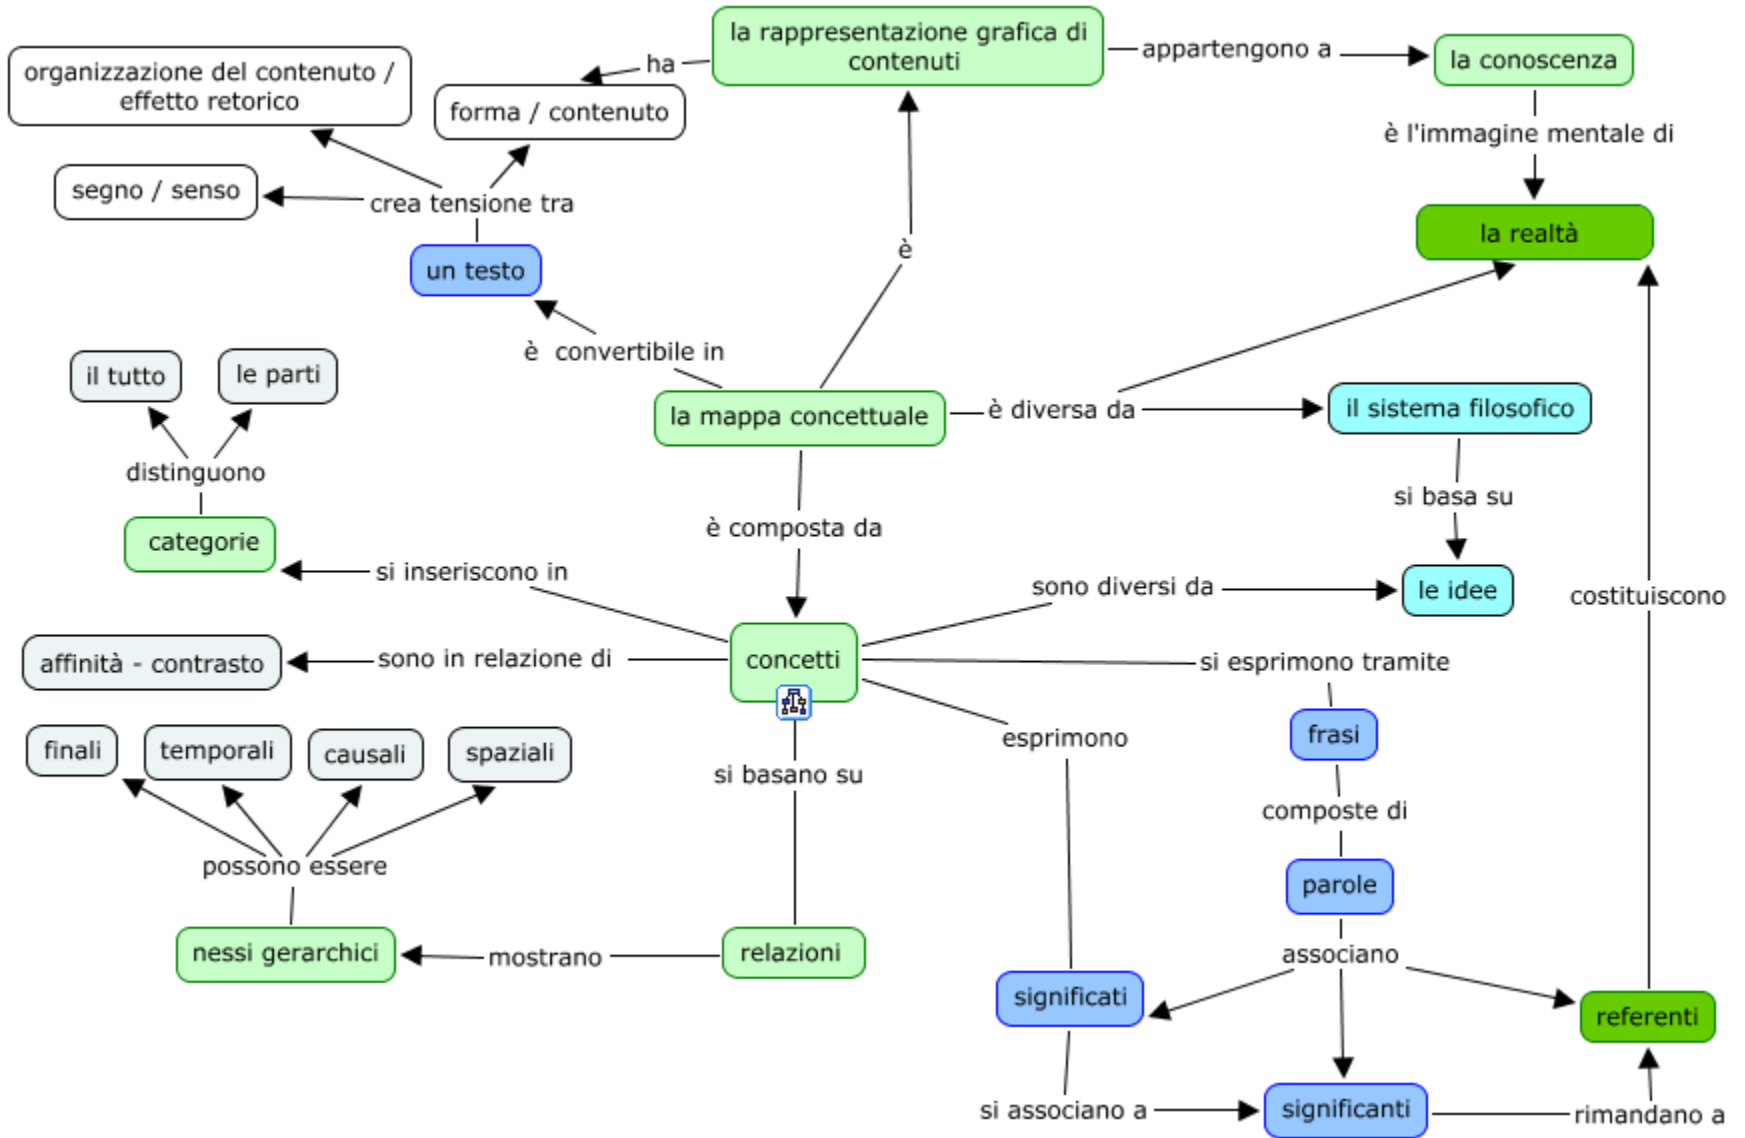 la rappresentazione grafica di
contenuti
appartengono a
la conoscenza
ha
organizzazione del contenuto /
effetto retorico
forma / contenuto
è l'immagine mentale di
segno / senso
crea tensione tra
la realtà
è
un testo
è  convertibile in
il tutto
le parti
la mappa concettuale
è diversa da
il sistema filosofico
distinguono
si basa su
è composta da
categorie
si inseriscono in
sono diversi da
le idee
costituiscono
affinità - contrasto
sono in relazione di
concetti
si esprimono tramite
frasi
esprimono
finali
temporali
causali
spaziali
si basano su
composte di
possono essere
parole
nessi gerarchici
mostrano
relazioni
associano
significati
referenti
si associano a
significanti
rimandano a